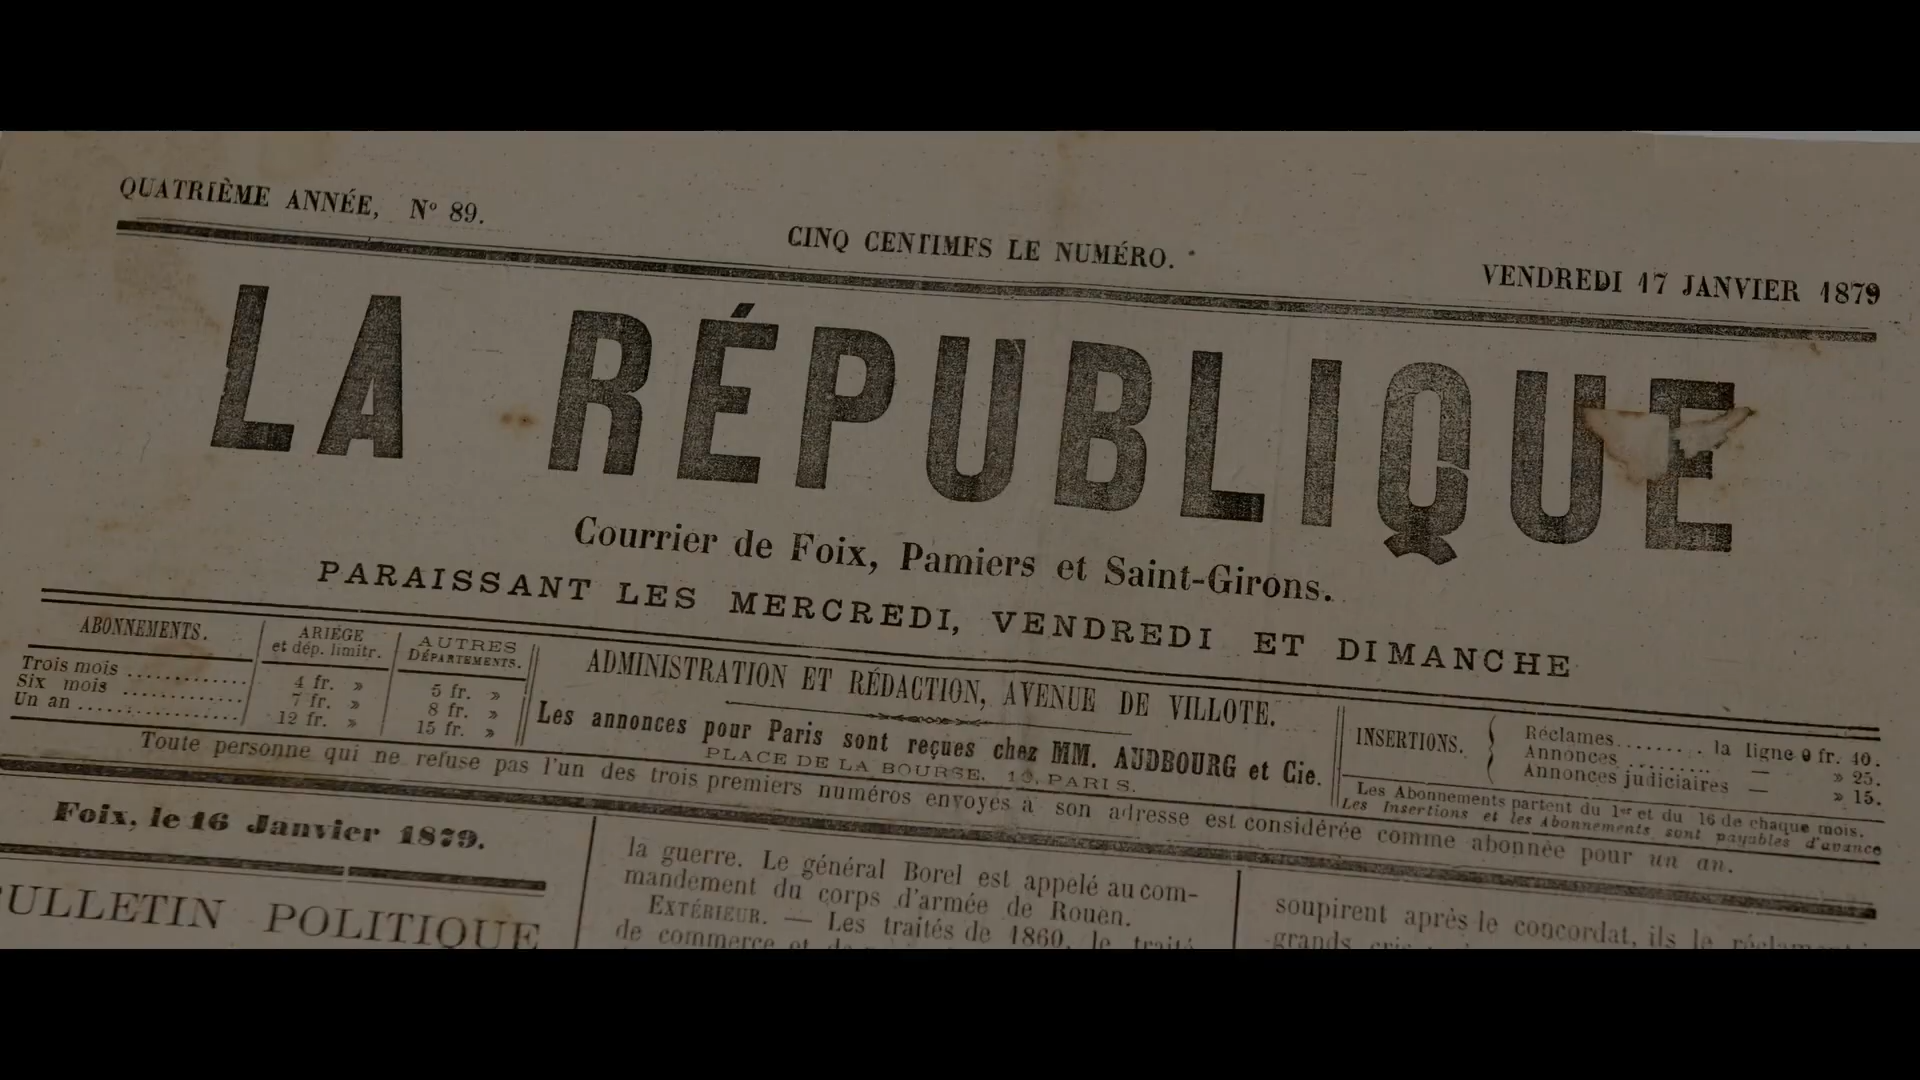 QUATRIÈME ANNÉE, Nº 89.
CINQ CENTIMES LE NUMÉRO.
VENDREDI 17 JANVIER 1879
LA RÉPUBLIQUE
Courrier de Foix, Pamiers et Saint-Girons.
PARAISSANT LES MERCREDI, VENDREDI ET DIMANCHE
ABONNEMENTS.
Trois mois
Six mois
Un an
ARIÉGE
et dép. limitr.
4 fr. »
7 fr. »
12 fr. »
AUTRES
DÉPARTEMENTS.
5 fr. »
8 fr. »
15 fr. »
ADMINISTRATION ET RÉDACTION, AVENUE DE VILLOTE.
Les annonces pour Paris sont reçues chez MM. AUDBOURG et Cie.
PLACE DE LA BOURSE, 10, PARIS.
INSERTIONS.
Réclames........ la ligne 0 fr. 40.
Annonces ......... — » 25.
Annonces judiciaires — » 15.
Les Abonnements partent du 1er et du 16 de chaque mois.
Les Insertions et les Abonnements sont payables d'avance
Toute personne qui ne refuse pas l'un des trois premiers numéros envoyés à son adresse est considérée comme abonnée pour un an.
Foix, le 16 Janvier 1879.
BULLETIN POLITIQUE
la guerre. Le général Borel est appelé au com-
mandement du corps d'armée de Rouen.
EXTÉRIEUR. — Les traités de 1860, le traité
de commerce et
soupirent après le concordat, ils le
grands